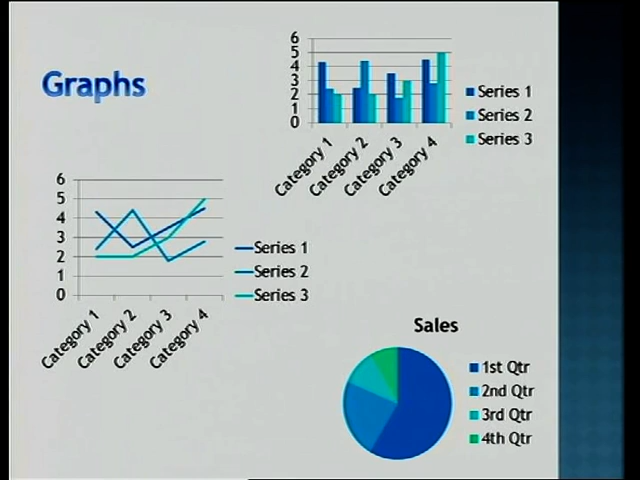 Graphs
6
5
4
3
2
1
0
Category 1
Category 2
Category 3
Category 4
Series 1
Series 2
Series 3
6
5
4
3
2
1
0
Category 1
Category 2
Category 3
Category 4
Series 1
Series 2
Series 3
Sales
1st Qtr
2nd Qtr
3rd Qtr
4th Qtr